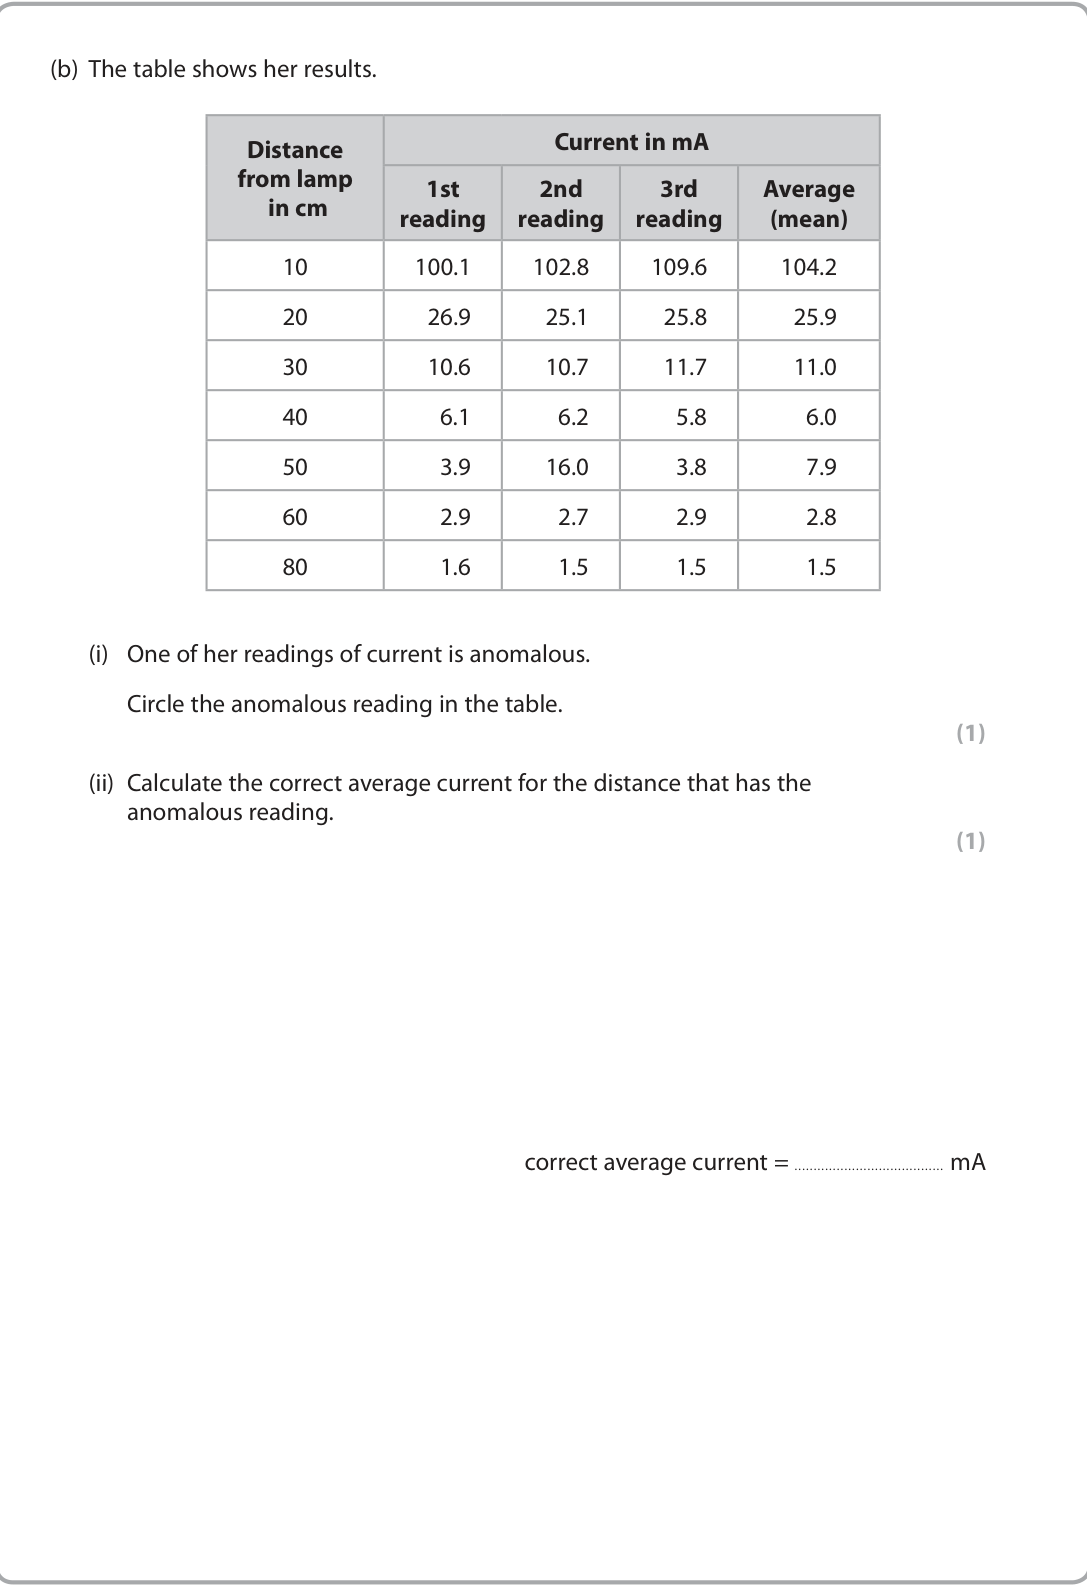 (b) The table shows her results.
Distance from lamp in cm | Current in mA
1st reading | 2nd reading | 3rd reading | Average (mean)
10 | 100.1 | 102.8 | 109.6 | 104.2
20 | 26.9 | 25.1 | 25.8 | 25.9
30 | 10.6 | 10.7 | 11.7 | 11.0
40 | 6.1 | 6.2 | 5.8 | 6.0
50 | 3.9 | 16.0 | 3.8 | 7.9
60 | 2.9 | 2.7 | 2.9 | 2.8
80 | 1.6 | 1.5 | 1.5 | 1.5
(i) One of her readings of current is anomalous.
Circle the anomalous reading in the table.
(1)
(ii) Calculate the correct average current for the distance that has the
anomalous reading.
(1)
correct average current = ...................................... mA